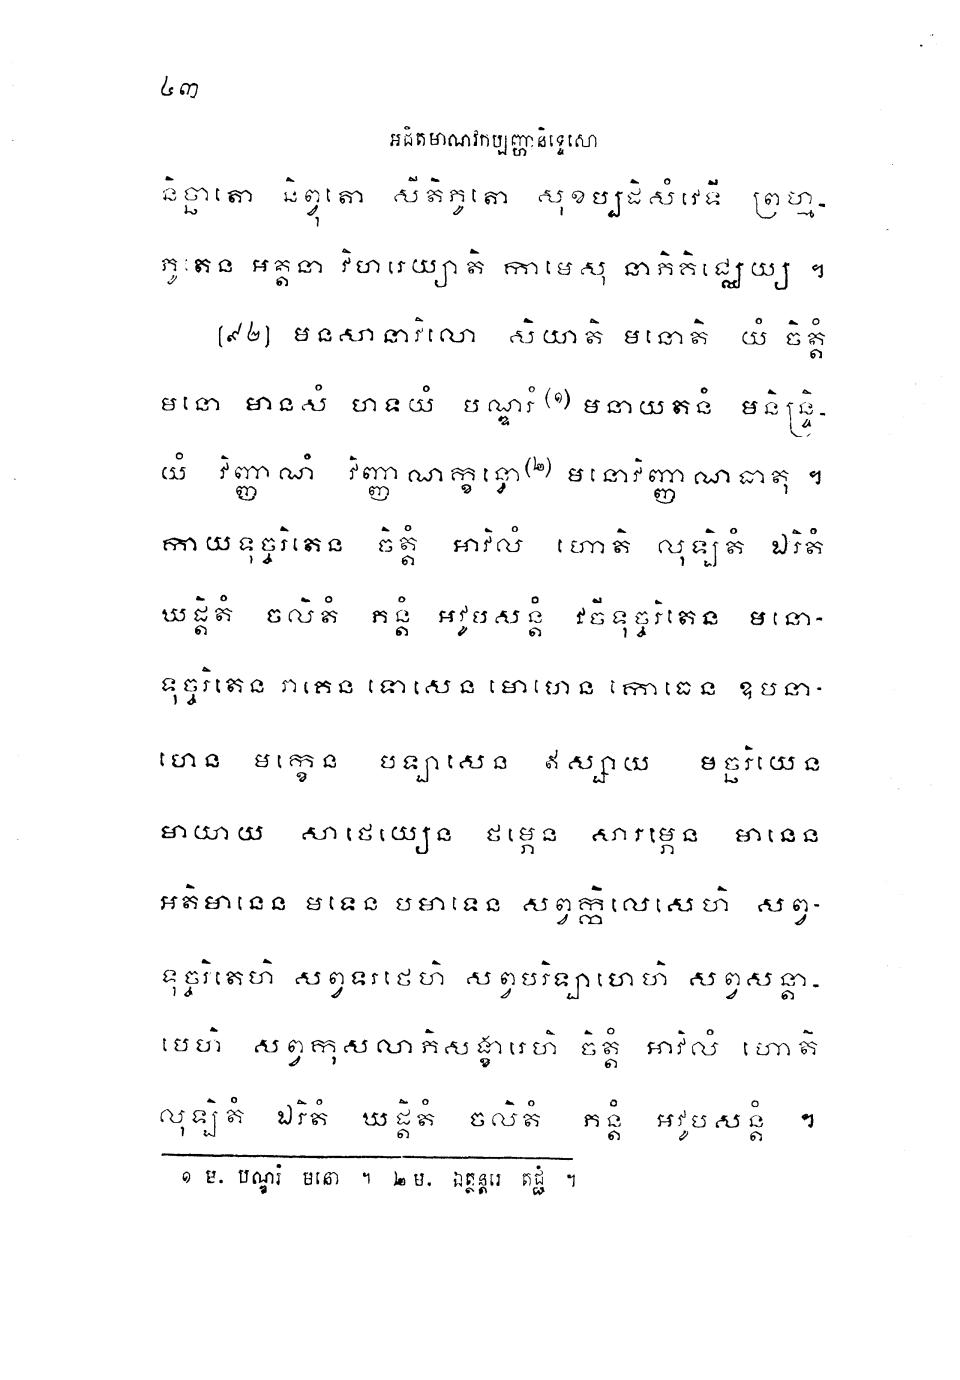 ៤៣
អជិតមាណវកប្បញ្ហានិទ្ទេសោ
និច្ឆាតោ និព្វុតោ សីតិភូតោ សុខប្បដិសំវេទី ព្រហ្ម-
ភូតេន អត្តនា វិហរេយ្យាតិ កាមេសុ នាភិគិជ្ឈេយ្យ ។
(៩២) មនសានាវិលោ សិយាតិ មនោតិ យំ ចិត្តំ
មនោ មានសំ ហទយំ បណ្ឌរំ(១) មនាយតនំ មនិន្ទ្រិ-
យំ វិញ្ញាណំ វិញ្ញាណក្ខន្ធោ(២) មនោវិញ្ញាណធាតុ ។
កាយទុច្ចរិតេន ចិត្តំ អាវិលំ ហោតិ លុឡិតំ ឯរិតំ
ឃដ្ដិតំ ចលិតំ ភន្តំ អវូបសន្តំ វចីទុច្ចរិតេន មនោ-
ទុច្ចរិតេន រាគេន ទោសេន មោហេន កោធេន ឧបនា-
ហេន មក្ខេន បឡាសេន ឥស្សាយ មច្ឆរិយេន
មាយាយ សាថេយ្យេន ថម្ភេន សារម្ភេន មានេន
អតិមានេន មទេន បមាទេន សព្វក្កិលេសេហិ សព្វ-
ទុច្ចរិតេហិ សព្វទរថេហិ សព្វបរិឡាហេហិ សព្វសន្តា-
បេហិ សព្វាកុសលាភិសង្ខារេហិ ចិត្តំ អាវិលំ ហោតិ
លុឡិតំ ឯរិតំ ឃដ្ដិតំ ចលិតំ ភន្តំ អវូបសន្តំ ។
១ ម. បណ្ឌរំ មនោ ។ ២ ម. ឯត្ថន្តរេ តជ្ជំ ។